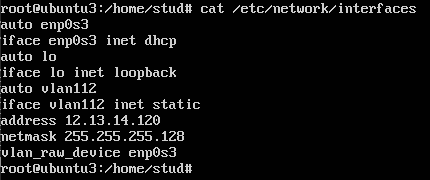 root@ubuntu3:/home/stud# cat /etc/network/interfaces
auto enp0s3
iface enp0s3 inet dhcp
auto lo
iface lo inet loopback
auto vlan112
iface vlan112 inet static
address 12.13.14.120
netmask 255.255.255.128
vlan_raw_device enp0s3
root@ubuntu3:/home/stud#